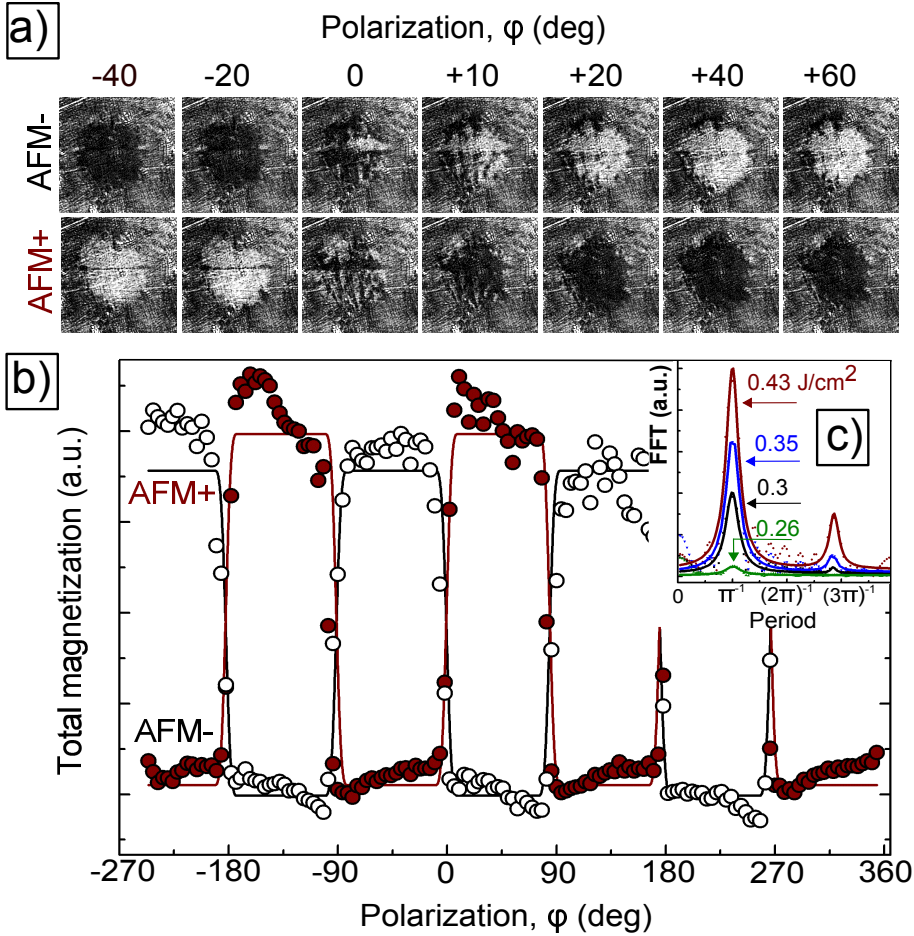 a)
Polarization, φ (deg)
-40 -20 0 +10 +20 +40 +60
AFM-
AFM+
b)
Total magnetization (a.u.)
AFM+
AFM-
c)
FFT (a.u.)
0.43 J/cm²
0.35
0.3
0.26
0 π⁻¹ (2π)⁻¹ (3π)⁻¹
Period
-270 -180 -90 0 90 180 270 360
Polarization, φ (deg)